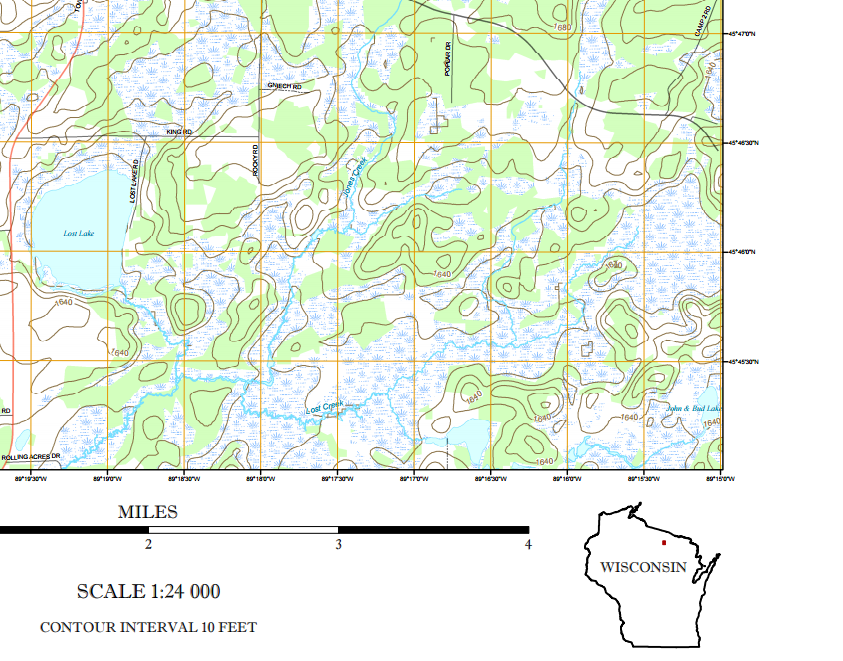 1680
CAMP 2 RD
45°47'0"N
POPLAR DR
1640
GNIECH RD
KING RD
45°46'30"N
ROCKY RD
LOST LAKE RD
Jones Creek
Lost Lake
45°46'0"N
1640
1640
1640
45°45'30"N
1640
1640
Lost Creek
John & Bud Lake
RD
1640
1640
1640
ROLLING ACRES DR
1640
89°19'30"W 89°19'0"W 89°18'30"W 89°18'0"W 89°17'30"W 89°17'0"W 89°16'30"W 89°16'0"W 89°15'30"W 89°15'0"W
MILES
2 3 4
WISCONSIN
SCALE 1:24 000
CONTOUR INTERVAL 10 FEET